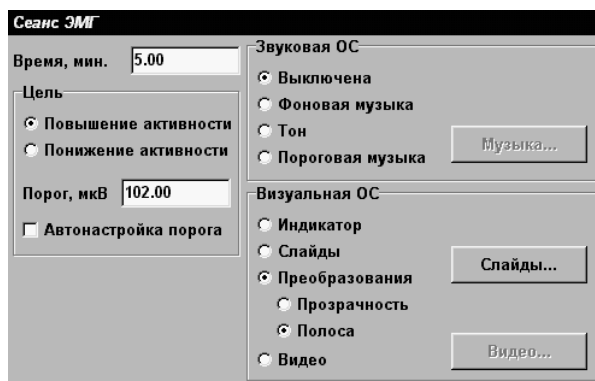 Сеанс ЭМГ
Время, мин. 5.00
Цель
Повышение активности
Понижение активности
Порог, мкВ 102.00
Автонастройка порога
Звуковая ОС
Выключена
Фоновая музыка
Тон
Пороговая музыка
Музыка...
Визуальная ОС
Индикатор
Слайды
Преобразования
Прозрачность
Полоса
Видео
Слайды...
Видео...